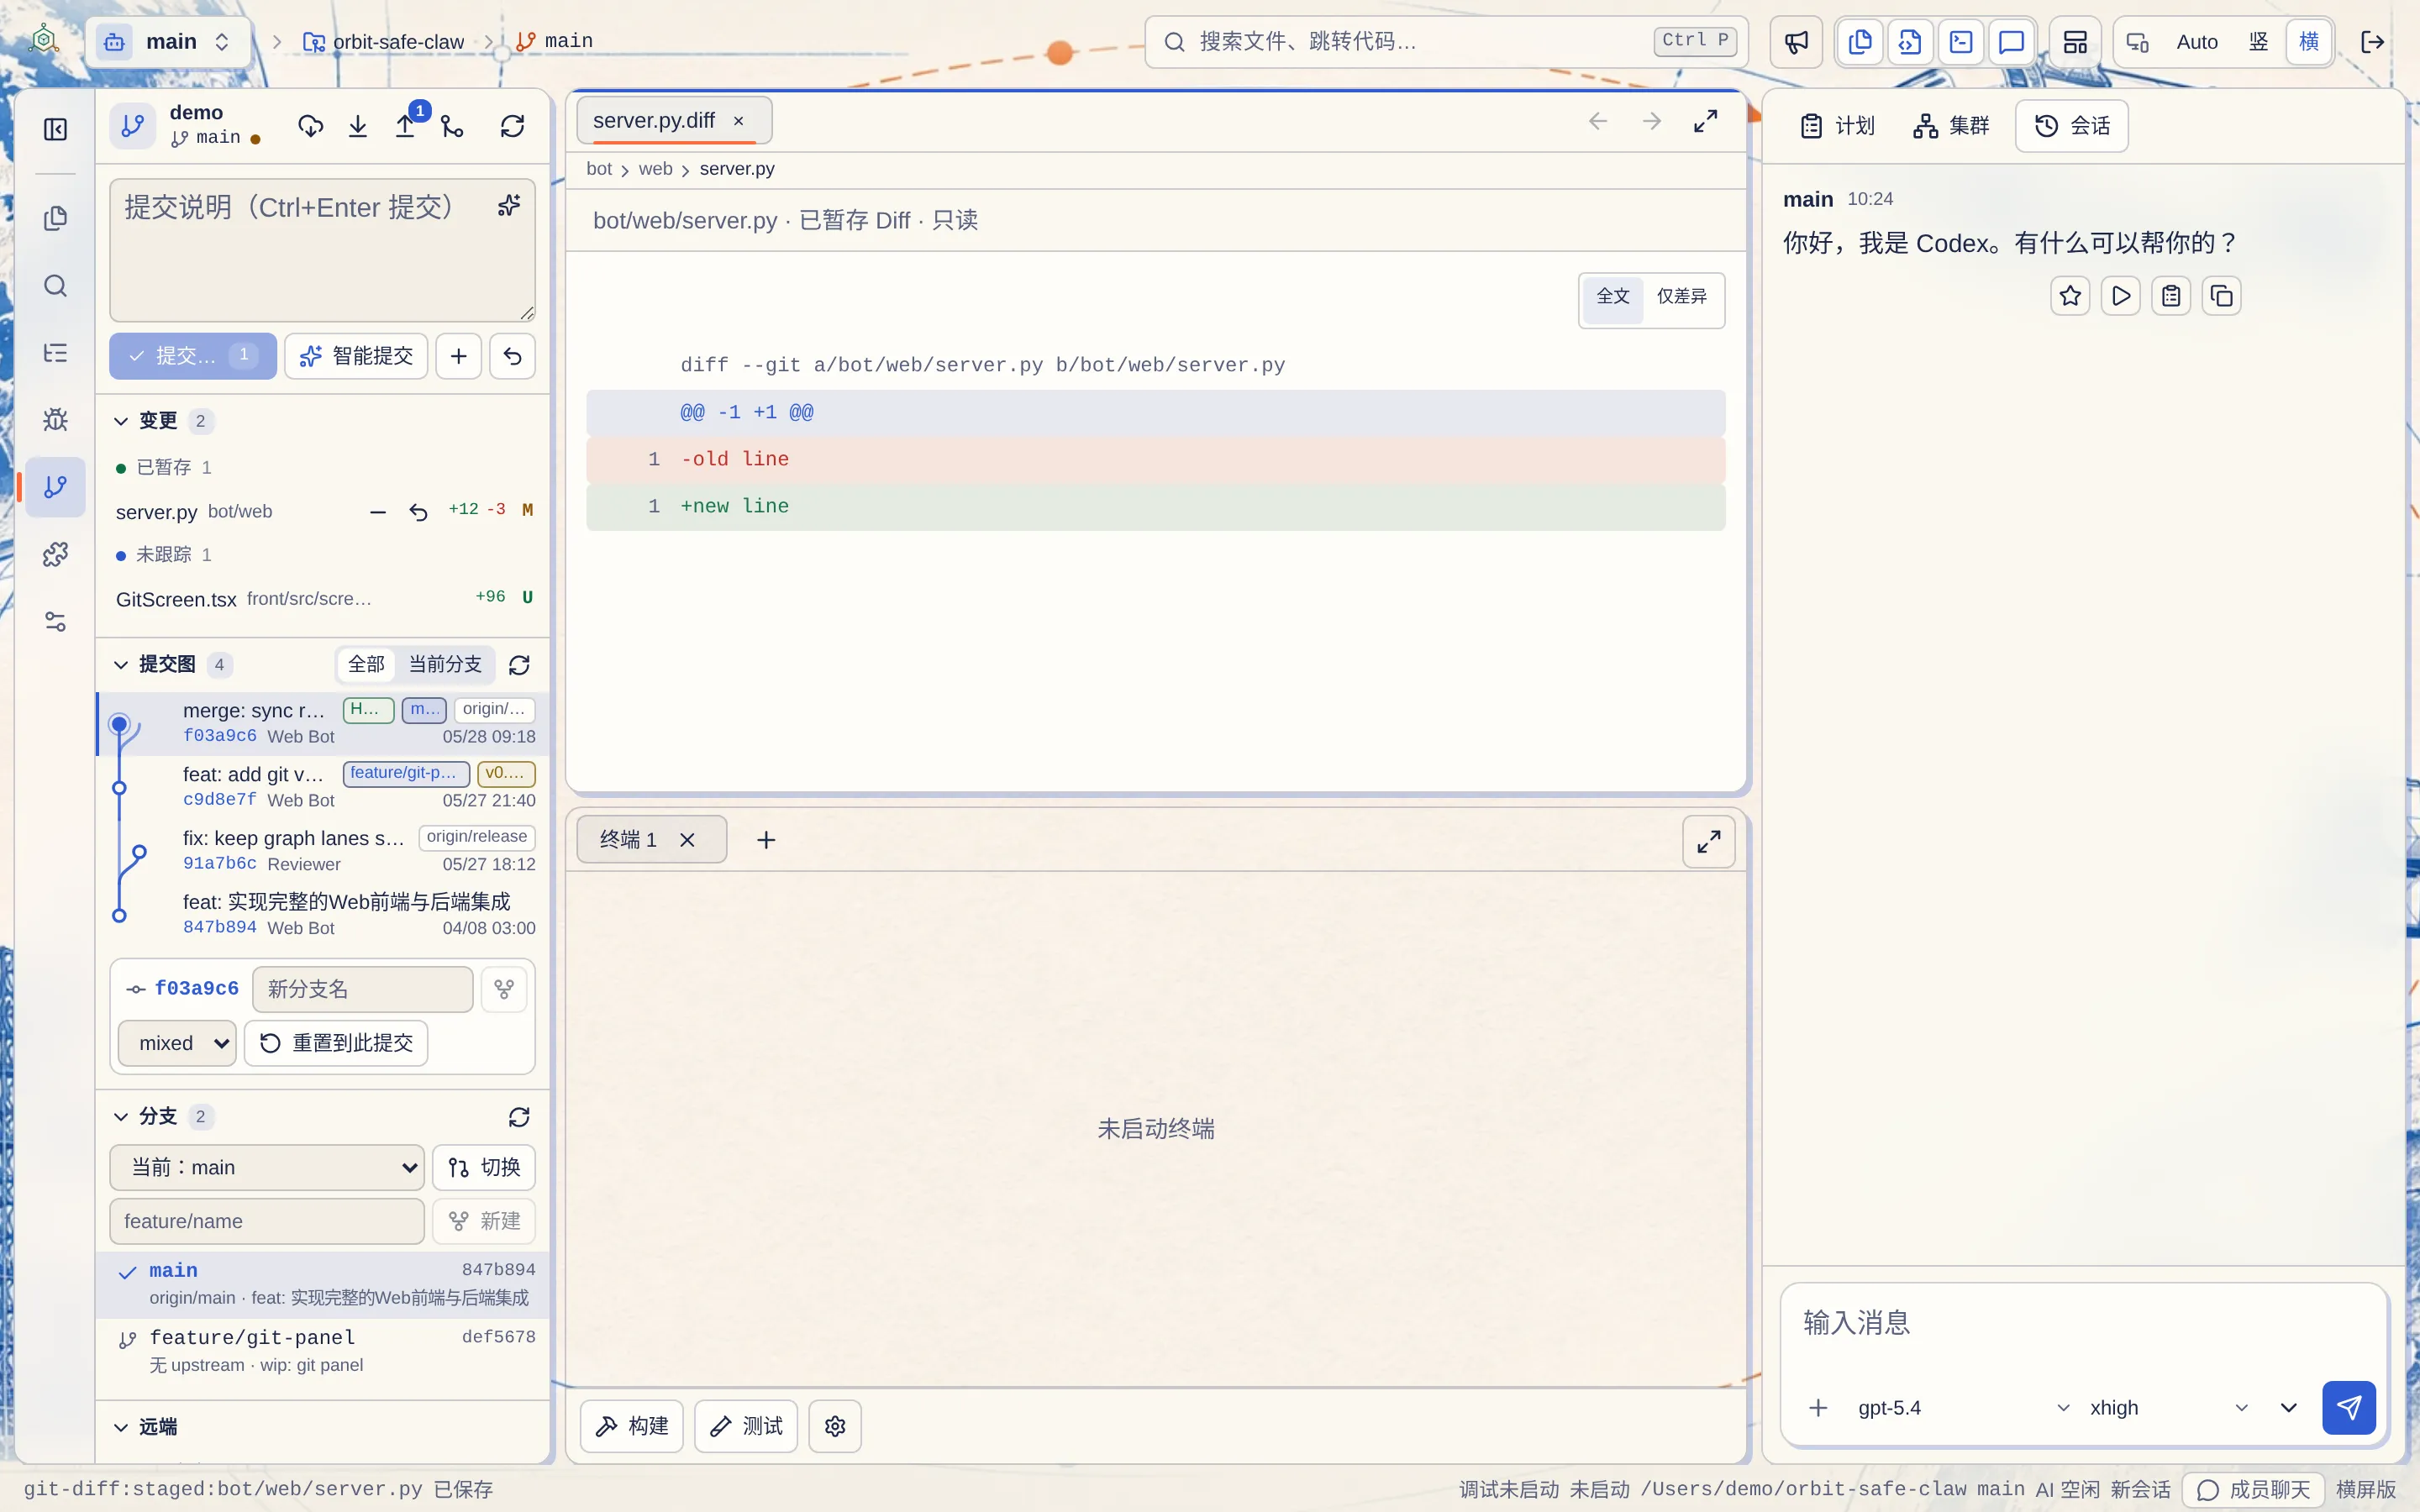 main
orbit-safe-claw
main
搜索文件、跳转代码…
Ctrl P
Auto 竖 横
demo
main
1
提交说明（Ctrl+Enter 提交）
提交… 1
智能提交
变更 2
已暂存 1
server.py bot/web +12 -3 M
未跟踪 1
GitScreen.tsx front/src/scre… +96 U
提交图 4
全部 当前分支
merge: sync r… H… m… origin/…
f03a9c6 Web Bot 05/28 09:18
feat: add git v… feature/git-p… v0.…
c9d8e7f Web Bot 05/27 21:40
fix: keep graph lanes s… origin/release
91a7b6c Reviewer 05/27 18:12
feat: 实现完整的Web前端与后端集成
847b894 Web Bot 04/08 03:00
f03a9c6 新分支名
mixed 重置到此提交
分支 2
当前：main 切换
feature/name 新建
main 847b894
origin/main · feat: 实现完整的Web前端与后端集成
feature/git-panel def5678
无 upstream · wip: git panel
远端
server.py.diff ×
bot > web > server.py
bot/web/server.py · 已暂存 Diff · 只读
全文 仅差异
diff --git a/bot/web/server.py b/bot/web/server.py
@@ -1 +1 @@
1 -old line
1 +new line
终端 1
未启动终端
构建 测试
计划 集群 会话
main 10:24
你好，我是 Codex。有什么可以帮你的？
输入消息
gpt-5.4 xhigh
git-diff:staged:bot/web/server.py 已保存
调试未启动 未启动 /Users/demo/orbit-safe-claw main AI 空闲 新会话 成员聊天 横屏版